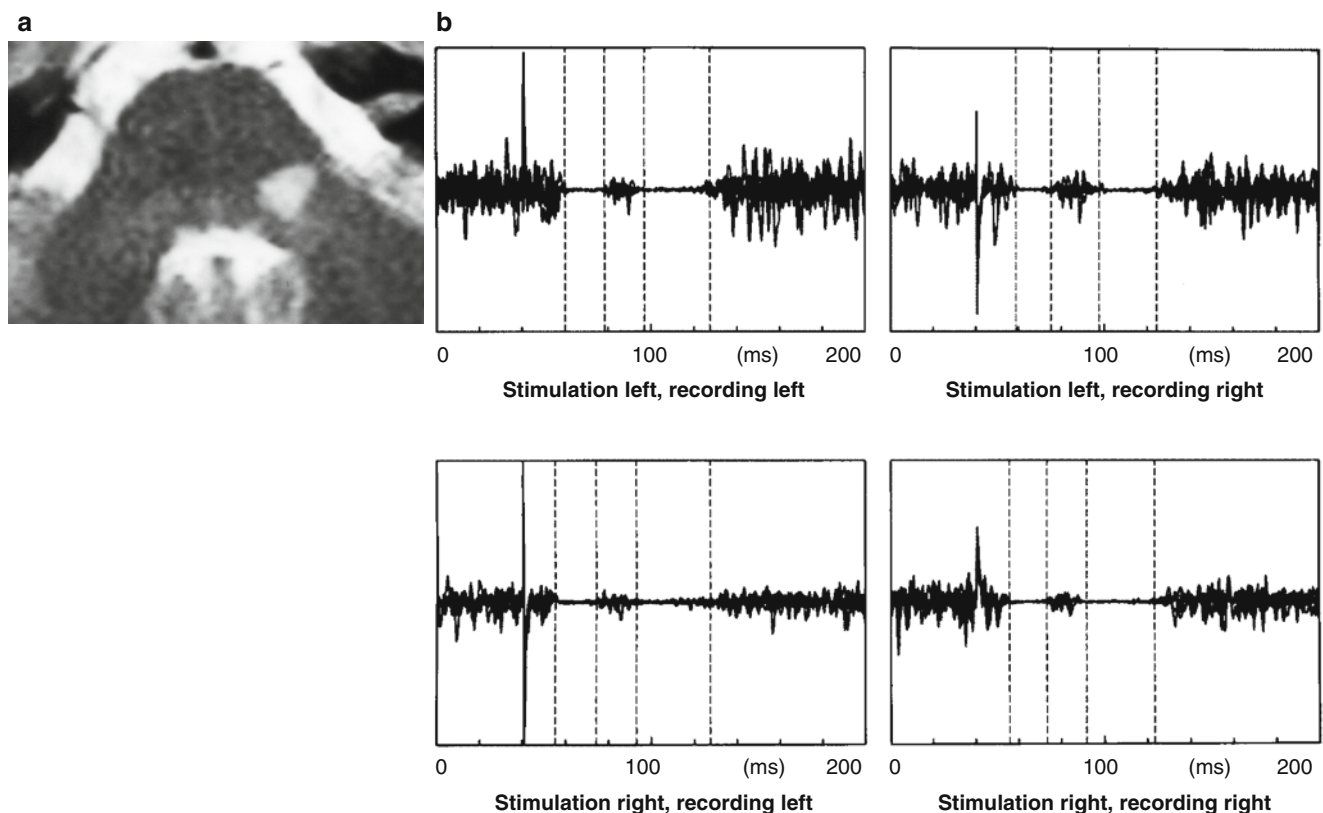 a
b
0 100 (ms) 200
Stimulation left, recording left
0 100 (ms) 200
Stimulation left, recording right
0 100 (ms) 200
Stimulation right, recording left
0 100 (ms) 200
Stimulation right, recording right